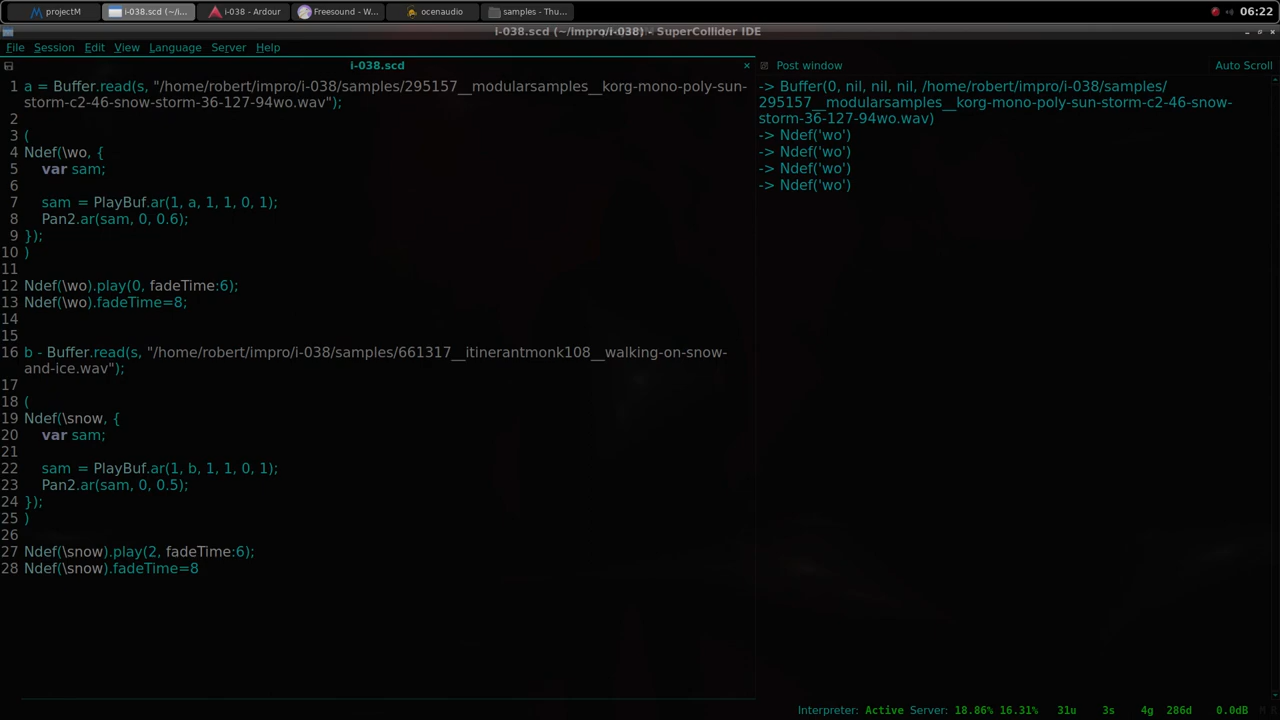 projectM
i-038.scd (~/i...
i-038 - Ardour
Freesound - W...
ocenaudio
samples - Thu...
06:22
i-038.scd (~/impro/i-038) - SuperCollider IDE
File Session Edit View Language Server Help
i-038.scd
1 a = Buffer.read(s, "/home/robert/impro/i-038/samples/295157__modularsamples__korg-mono-poly-sun-
storm-c2-46-snow-storm-36-127-94wo.wav");
2
3 (
4 Ndef(\wo, {
5 var sam;
6
7 sam = PlayBuf.ar(1, a, 1, 1, 0, 1);
8 Pan2.ar(sam, 0, 0.6);
9 });
10 )
11
12 Ndef(\wo).play(0, fadeTime:6);
13 Ndef(\wo).fadeTime=8;
14
15
16 b - Buffer.read(s, "/home/robert/impro/i-038/samples/661317__itinerantmonk108__walking-on-snow-
and-ice.wav");
17
18 (
19 Ndef(\snow, {
20 var sam;
21
22 sam = PlayBuf.ar(1, b, 1, 1, 0, 1);
23 Pan2.ar(sam, 0, 0.5);
24 });
25 )
26
27 Ndef(\snow).play(2, fadeTime:6);
28 Ndef(\snow).fadeTime=8
Post window
Auto Scroll
-> Buffer(0, nil, nil, nil, /home/robert/impro/i-038/samples/
295157__modularsamples__korg-mono-poly-sun-storm-c2-46-snow-
storm-36-127-94wo.wav)
-> Ndef('wo')
-> Ndef('wo')
-> Ndef('wo')
-> Ndef('wo')
Interpreter: Active Server: 18.86% 16.31% 31u 3s 4g 286d 0.0dB